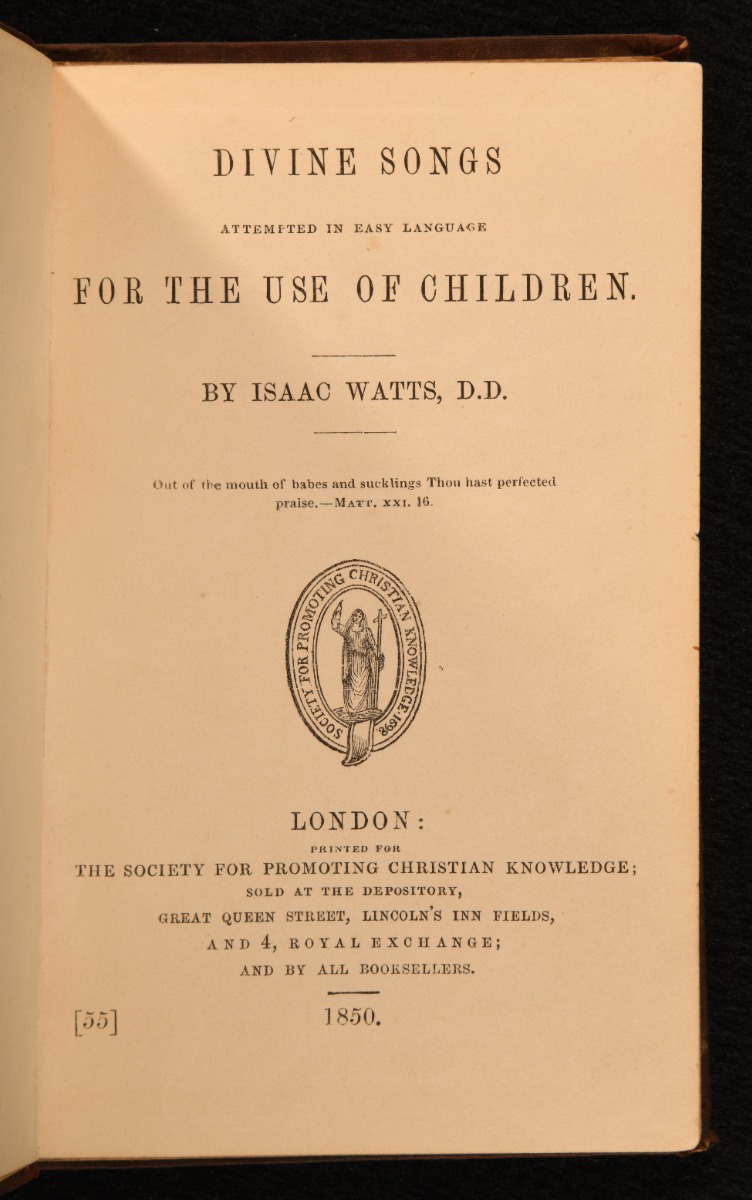 DIVINE SONGS
ATTEMPTED IN EASY LANGUAGE
FOR THE USE OF CHILDREN.
BY ISAAC WATTS, D.D.
Out of the mouth of babes and sucklings Thou hast perfected
praise.—MATT. XXI. 16.
SOCIETY FOR PROMOTING CHRISTIAN KNOWLEDGE. 1698
LONDON:
PRINTED FOR
THE SOCIETY FOR PROMOTING CHRISTIAN KNOWLEDGE;
SOLD AT THE DEPOSITORY,
GREAT QUEEN STREET, LINCOLN'S INN FIELDS,
AND 4, ROYAL EXCHANGE;
AND BY ALL BOOKSELLERS.
[55] 1850.